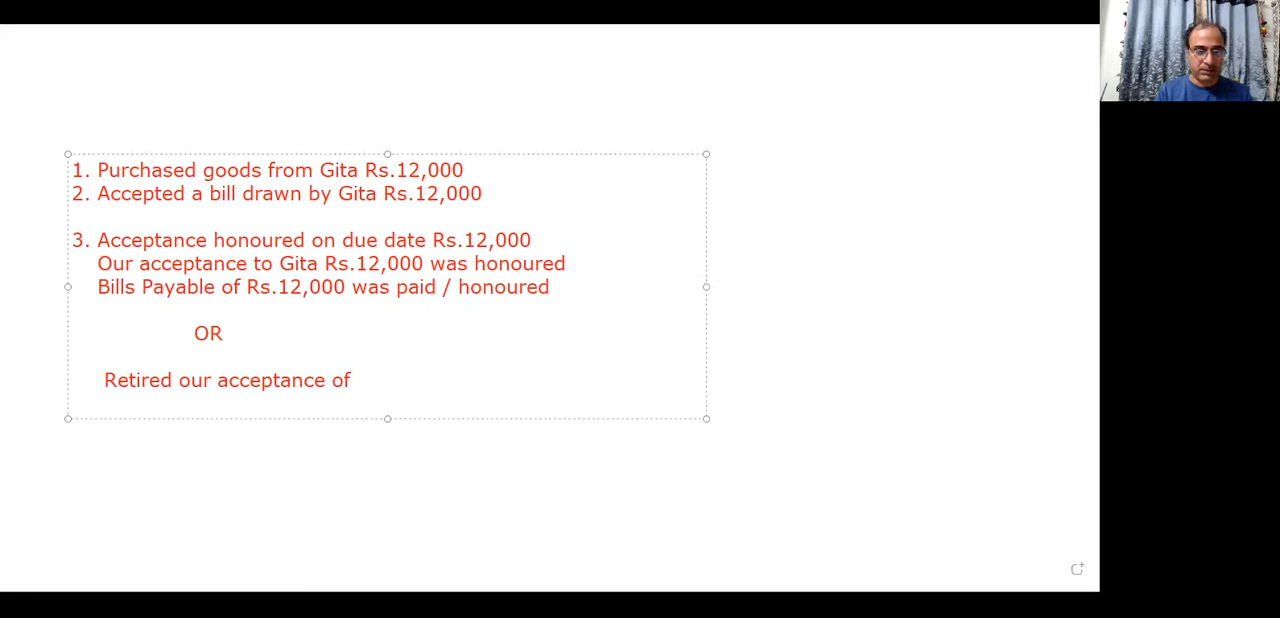 1. Purchased goods from Gita Rs.12,000
2. Accepted a bill drawn by Gita Rs.12,000
3. Acceptance honoured on due date Rs.12,000
Our acceptance to Gita Rs.12,000 was honoured
Bills Payable of Rs.12,000 was paid / honoured
OR
Retired our acceptance of